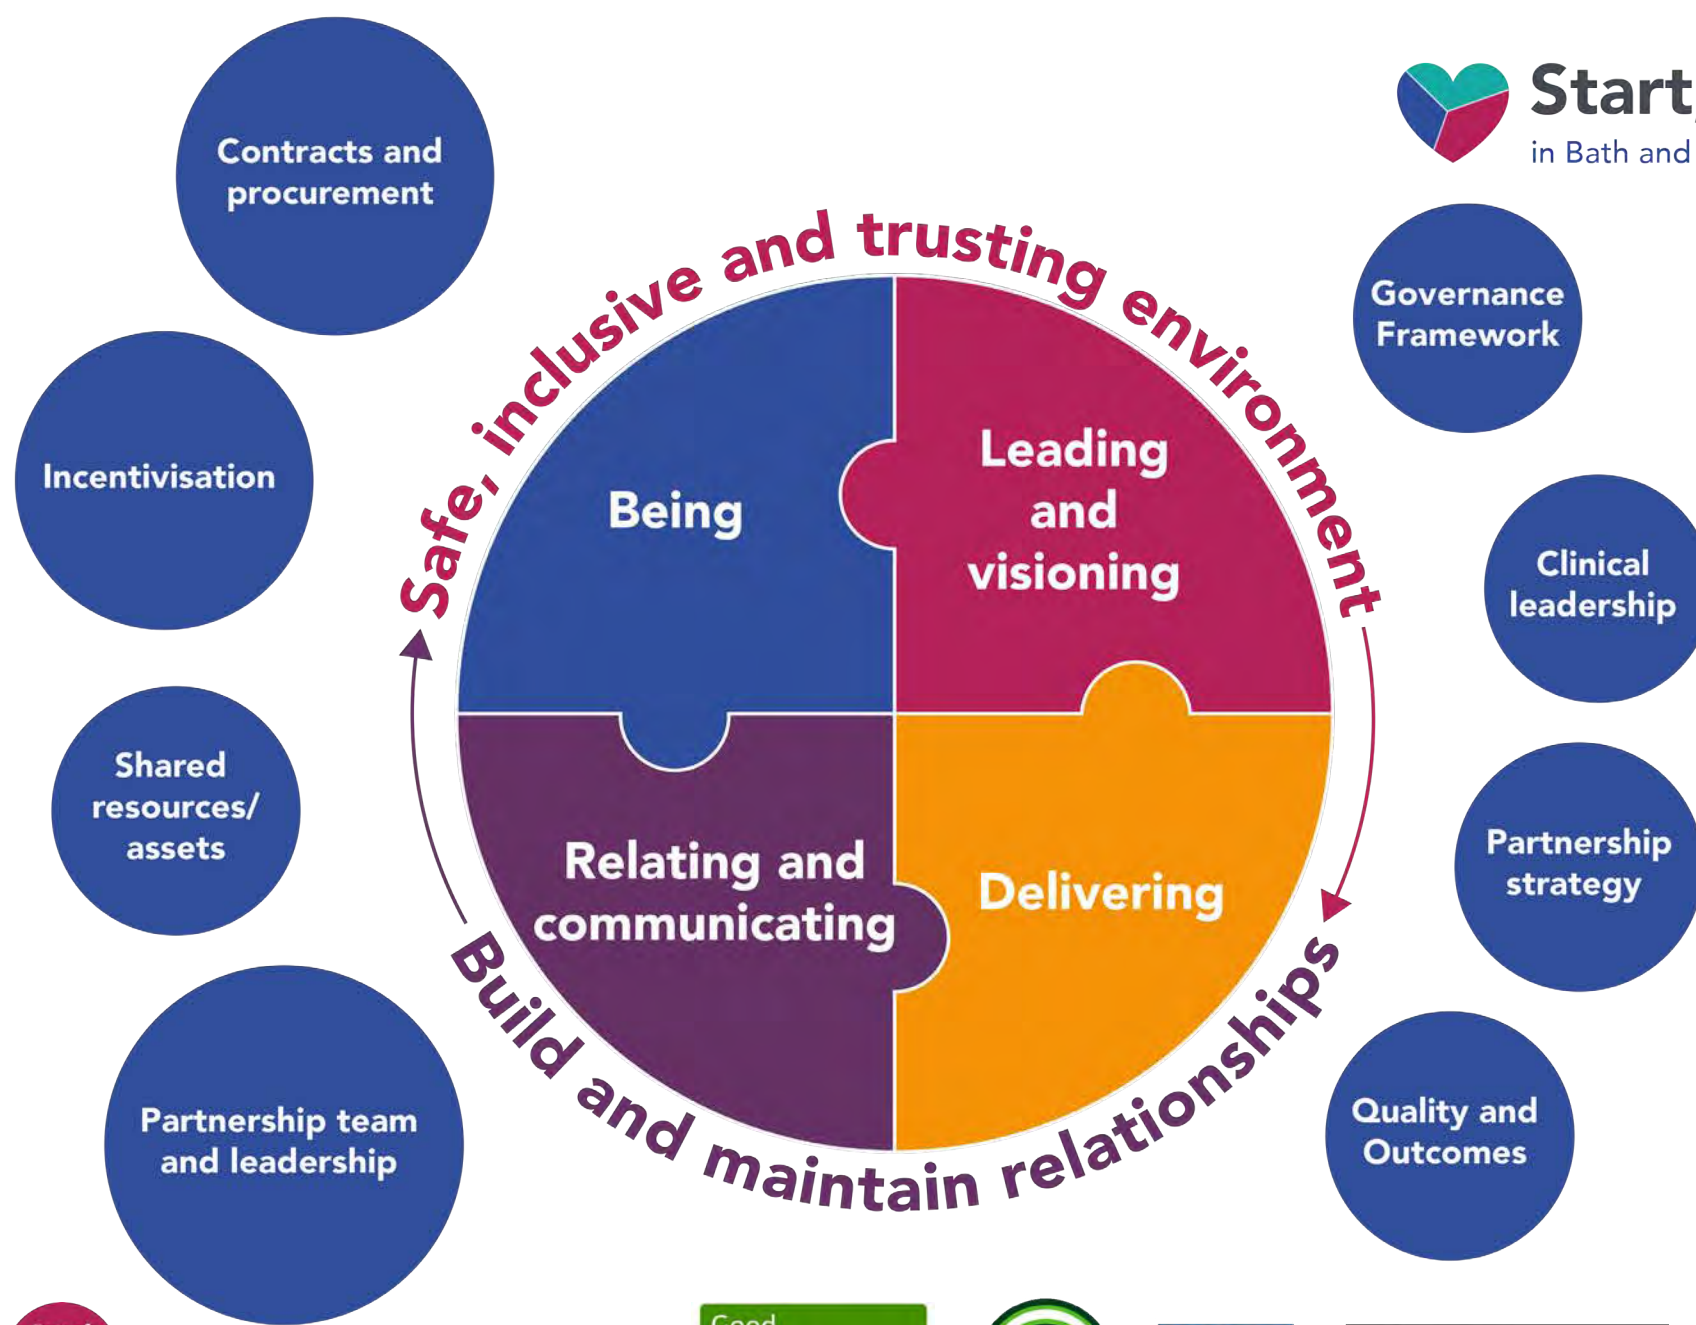 Contracts and
procurement
Start,
in Bath and
Governance
Framework
Safe, inclusive and trusting environment
Incentivisation
Being
Leading
and
visioning
Clinical
leadership
Shared
resources/
assets
Relating and
communicating
Delivering
Partnership
strategy
Build and maintain relationships
Partnership team
and leadership
Quality and
Outcomes
Good